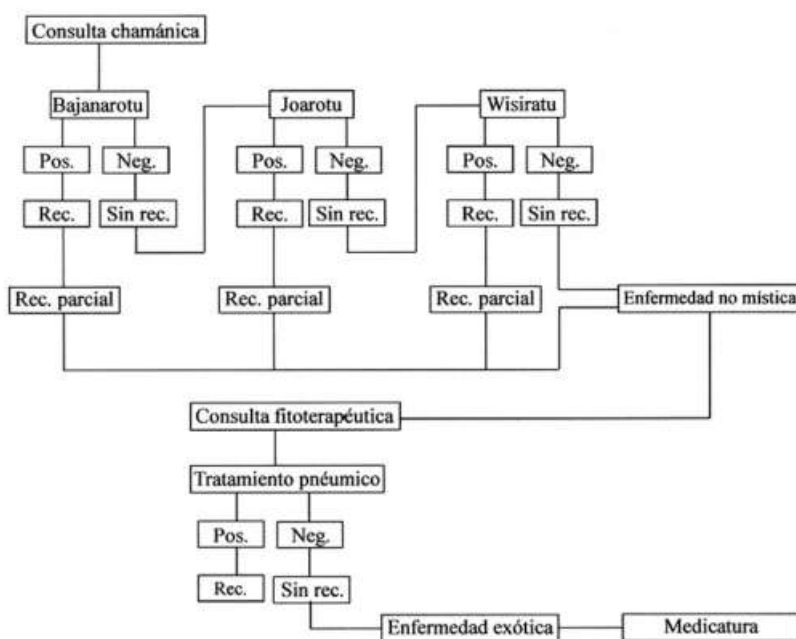 Consulta chamánica
Bajanarotu
Joarotu
Wisiratu
Pos.
Neg.
Pos.
Neg.
Pos.
Neg.
Rec.
Sin rec.
Rec.
Sin rec.
Rec.
Sin rec.
Rec. parcial
Rec. parcial
Rec. parcial
Enfermedad no mística
Consulta fitoterapéutica
Tratamiento pnéumico
Pos.
Neg.
Rec.
Sin rec.
Enfermedad exótica
Medicatura